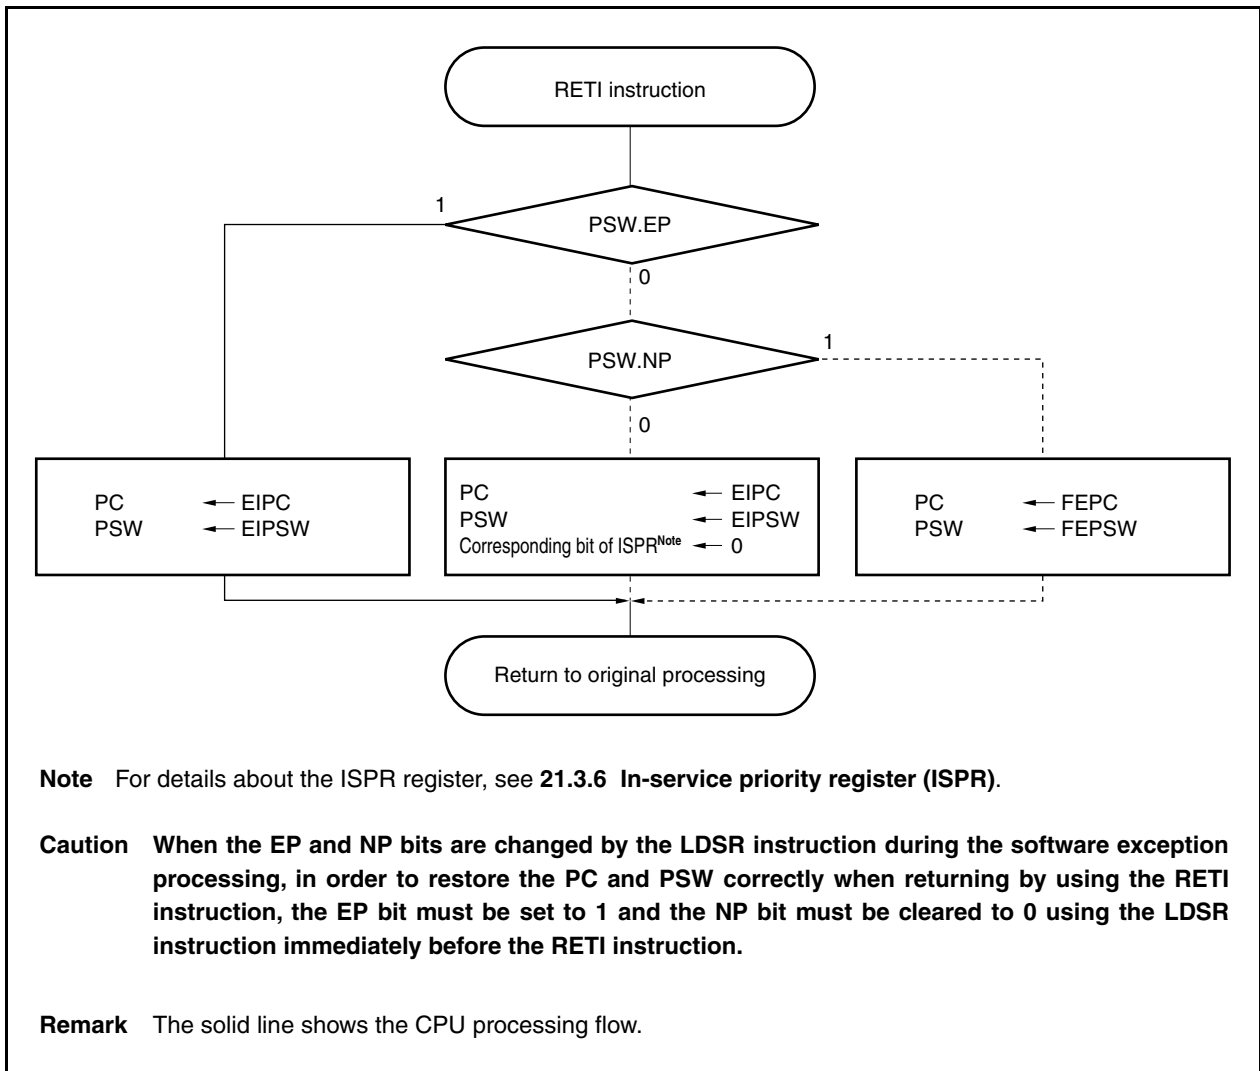 RETI instruction
1
PSW.EP
0
PSW.NP
1
0
PC ← EIPC
PSW ← EIPSW
PC ← EIPC
PSW ← EIPSW
Corresponding bit of ISPRNote ← 0
PC ← FEPC
PSW ← FEPSW
Return to original processing
Note For details about the ISPR register, see 21.3.6 In-service priority register (ISPR).
Caution When the EP and NP bits are changed by the LDSR instruction during the software exception
processing, in order to restore the PC and PSW correctly when returning by using the RETI
instruction, the EP bit must be set to 1 and the NP bit must be cleared to 0 using the LDSR
instruction immediately before the RETI instruction.
Remark The solid line shows the CPU processing flow.